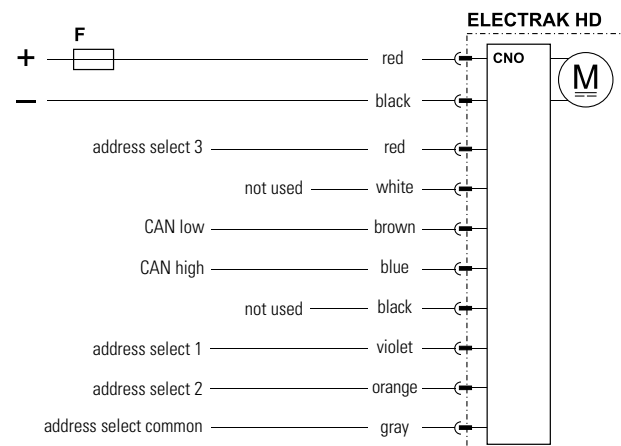 ELECTRAK HD
F
+ red CNO
M
– black
address select 3 red
not used white
CAN low brown
CAN high blue
not used black
address select 1 violet
address select 2 orange
address select common gray